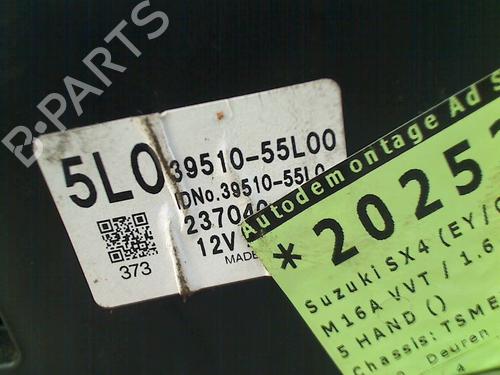 B-PARTS
5L0
39510-55L00
IDNo.39510-55L0
237040
12V
MADE
373
Autodemontage Ad S
*2025
Suzuki SX4 (EY/G
M16A VVT / 1.6
5 HAND ()
Chassis: TSME
Deuren